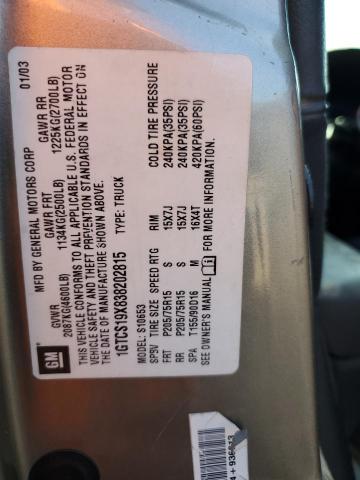 GM
MFD BY GENERAL MOTORS CORP 01/03
GVWR GAWR FRT GAWR RR
2087KG(4600LB) 1134KG(2500LB) 1225KG(2700LB)
THIS VEHICLE CONFORMS TO ALL APPLICABLE U.S. FEDERAL MOTOR
VEHICLE SAFETY AND THEFT PREVENTION STANDARDS IN EFFECT ON
THE DATE OF MANUFACTURE SHOWN ABOVE.
1GTCS19X838202815 TYPE: TRUCK
MODEL: S10653
TIRE SIZE SPEED RTG RIM COLD TIRE PRESSURE
FRT P205/75R15 S 15X7J 240KPA(35PSI)
RR P205/75R15 S 15X7J 240KPA(35PSI)
SPA T155/90D16 M 16X4T 420KPA(60PSI)
SEE OWNER'S MANUAL FOR MORE INFORMATION.